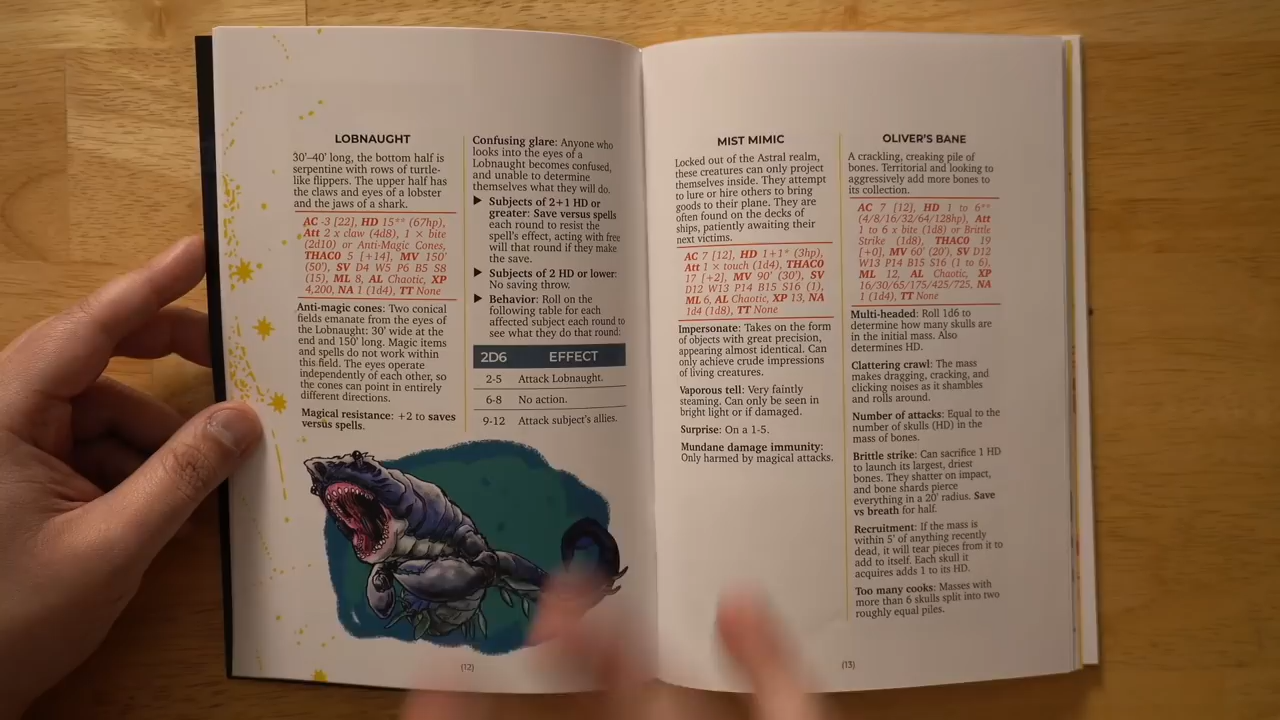 LOBNAUGHT
30'–40' long, the bottom half is
serpentine with rows of turtle-
like flippers. The upper half has
the claws and eyes of a lobster
and the jaws of a shark.
AC -3 [22], HD 15** (67hp),
Att 2 x claw (4d8), 1 × bite
(2d10) or Anti-Magic Cones,
THAC0 5 [+14], MV 150'
(50'), SV D4 W5 P6 B5 S8
(15), ML 8, AL Chaotic, XP
4,200, NA 1 (1d4), TT None
Anti-magic cones: Two conical
fields emanate from the eyes of
the Lobnaught: 30' wide at the
end and 150' long. Magic items
and spells do not work within
this field. The eyes operate
independently of each other, so
the cones can point in entirely
different directions.
Magical resistance: +2 to saves
versus spells.
Confusing glare: Anyone who
looks into the eyes of a
Lobnaught becomes confused,
and unable to determine
themselves what they will do.
▶ Subjects of 2+1 HD or
greater: Save versus spells
each round to resist the
spell's effect, acting with free
will that round if they make
the save.
▶ Subjects of 2 HD or lower:
No saving throw.
▶ Behavior: Roll on the
following table for each
affected subject each round to
see what they do that round:
2D6 EFFECT
2-5 Attack Lobnaught.
6-8 No action.
9-12 Attack subject's allies.
(12)
MIST MIMIC
Locked out of the Astral realm,
these creatures can only project
themselves inside. They attempt
to lure or hire others to bring
goods to their plane. They are
often found on the decks of
ships, patiently awaiting their
next victims.
AC 7 [12], HD 1+1* (3hp),
Att 1 × touch (1d4), THAC0
17 [+2], MV 90' (30'), SV
D12 W13 P14 B15 S16 (1),
ML 6, AL Chaotic, XP 13, NA
1d4 (1d8), TT None
Impersonate: Takes on the form
of objects with great precision,
appearing almost identical. Can
only achieve crude impressions
of living creatures.
Vaporous tell: Very faintly
steaming. Can only be seen in
bright light or if damaged.
Surprise: On a 1-5.
Mundane damage immunity:
Only harmed by magical attacks.
OLIVER'S BANE
A crackling, creaking pile of
bones. Territorial and looking to
aggressively add more bones to
its collection.
AC 7 [12], HD 1 to 6**
(4/8/16/32/64/128hp), Att
1 to 6 x bite (1d8) or Brittle
Strike (1d8), THAC0 19
[+0], MV 60' (20'), SV D12
W13 P14 B15 S16 (1 to 6),
ML 12, AL Chaotic, XP
16/30/65/175/425/725, NA
1 (1d4), TT None
Multi-headed: Roll 1d6 to
determine how many skulls are
in the initial mass. Also
determines HD.
Clattering crawl: The mass
makes dragging, cracking, and
clicking noises as it shambles
and rolls around.
Number of attacks: Equal to the
number of skulls (HD) in the
mass of bones.
Brittle strike: Can sacrifice 1 HD
to launch its largest, driest
bones. They shatter on impact,
and bone shards pierce
everything in a 20' radius. Save
vs breath for half.
Recruitment: If the mass is
within 5' of anything recently
dead, it will tear pieces from it to
add to itself. Each skull it
acquires adds 1 to its HD.
Too many cooks: Masses with
more than 6 skulls split into two
roughly equal piles.
(13)